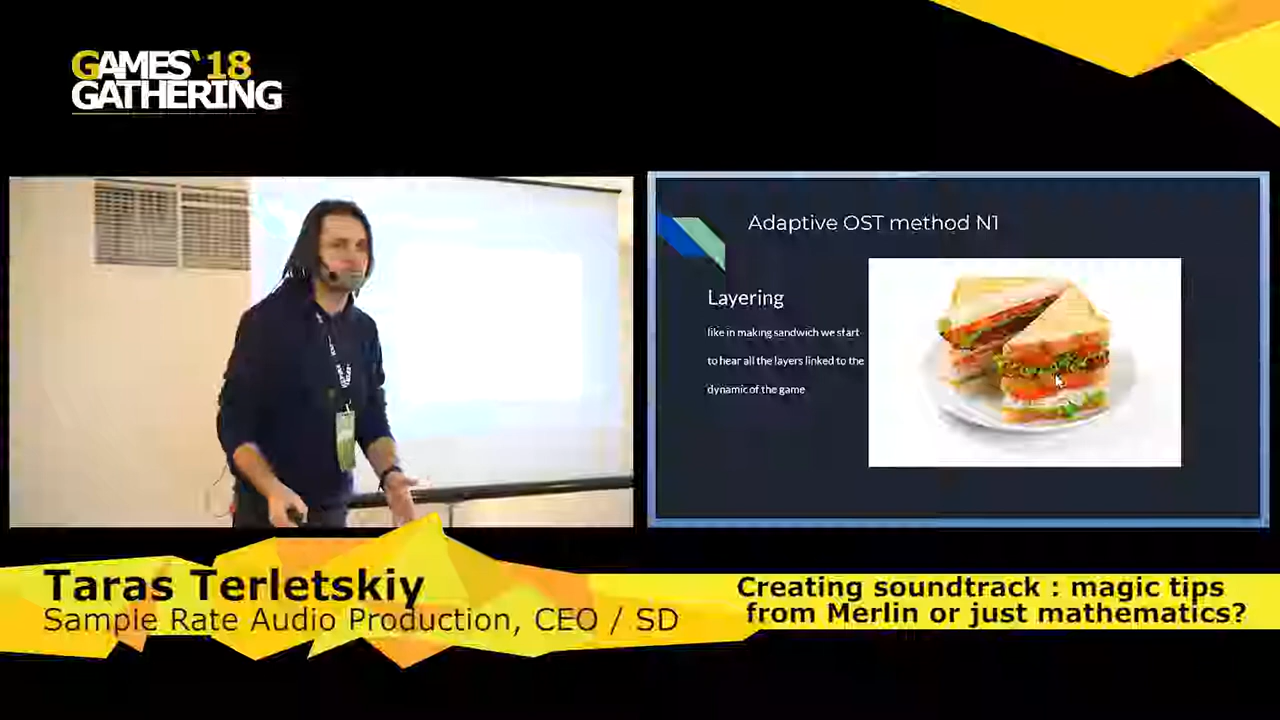 GAMES'18
GATHERING
Adaptive OST method N1
Layering
like in making sandwich we start
to hear all the layers linked to the
dynamic of the game
Taras Terletskiy
Sample Rate Audio Production, CEO / SD
Creating soundtrack : magic tips
from Merlin or just mathematics?